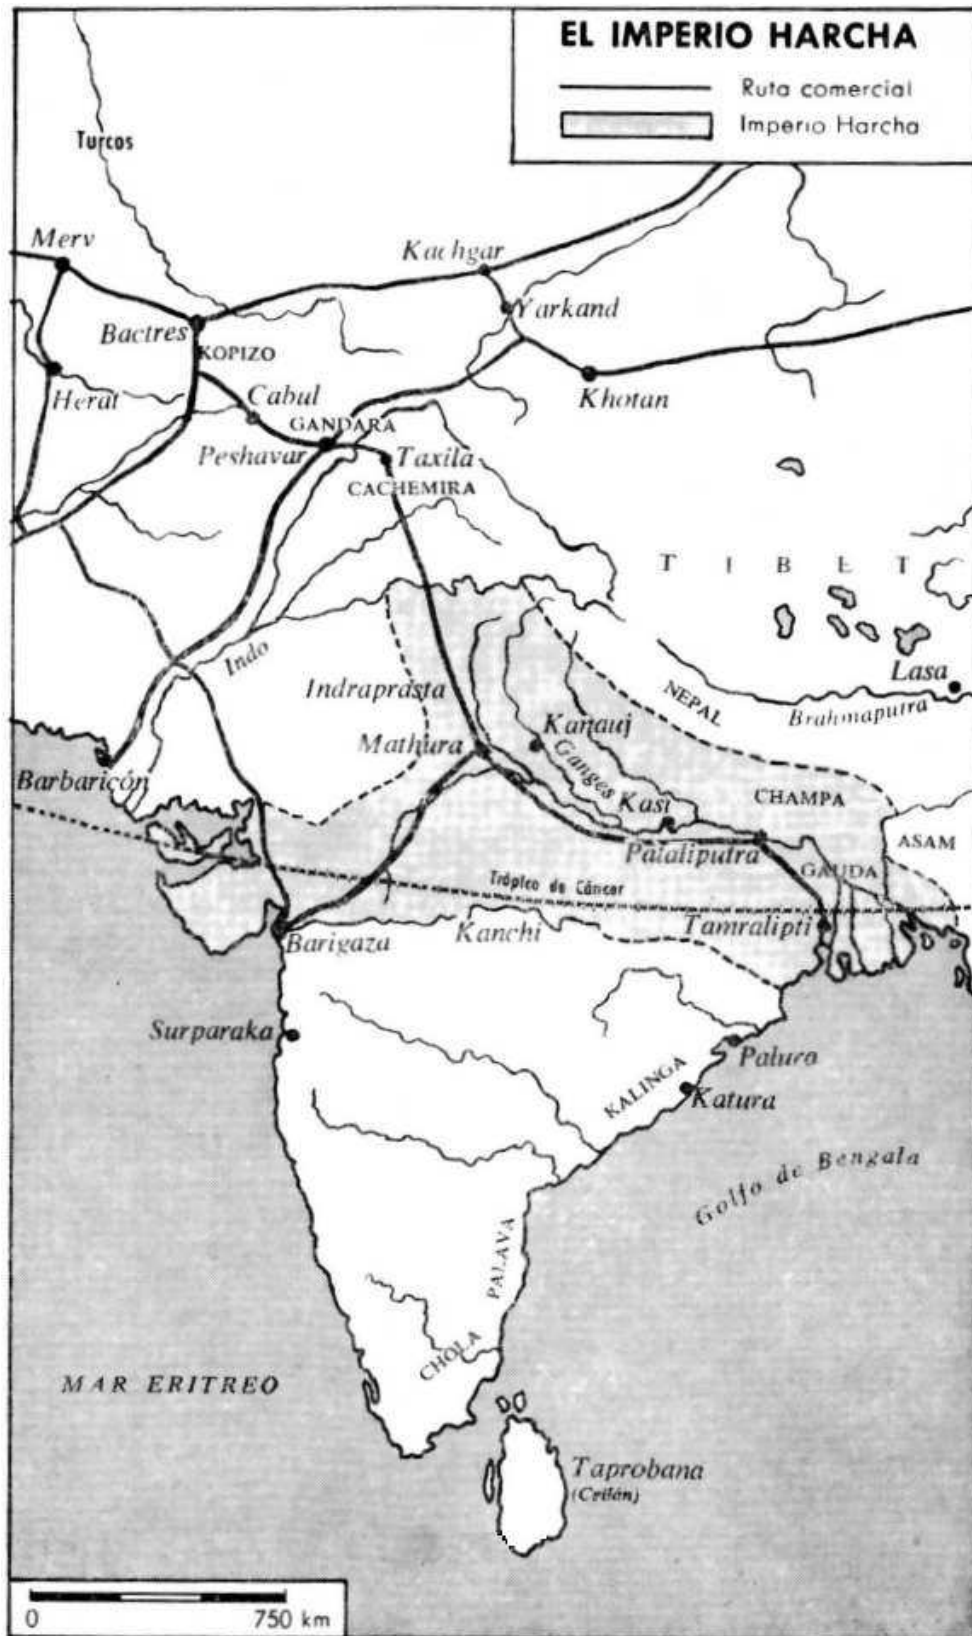 EL IMPERIO HARCHA
Ruta comercial
Imperio Harcha
Turcos
Merv
Kachgar
Yarkand
Bactres
KOPIZO
Herat
Cabul
Khotan
GANDARA
Peshavar
Taxila
CACHEMIRA
TIBET
Indo
Lasa
Indraprasta
NEPAL
Brahmaputra
Kanauj
Mathura
Ganges
Barbaricón
Kasi
CHAMPA
ASAM
Pataliputra
GAUDA
Trópico de Cáncer
Tamralipti
Kanchi
Barigaza
Surparaka
Paluro
KALINGA
Katura
Golfo de Bengala
PALAVA
CHOLA
MAR ERITREO
Taprobana
(Ceilán)
0 750 km